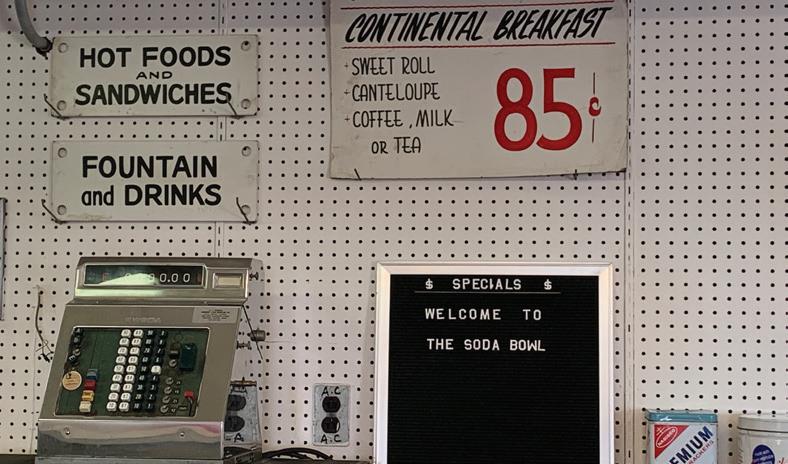 CONTINENTAL BREAKFAST
SWEET ROLL
CANTELOUPE
COFFEE, MILK
OR TEA
85¢
HOT FOODS
AND
SANDWICHES
FOUNTAIN
and DRINKS
$ SPECIALS $
WELCOME TO
THE SODA BOWL
A.C
A.C
NABISCO